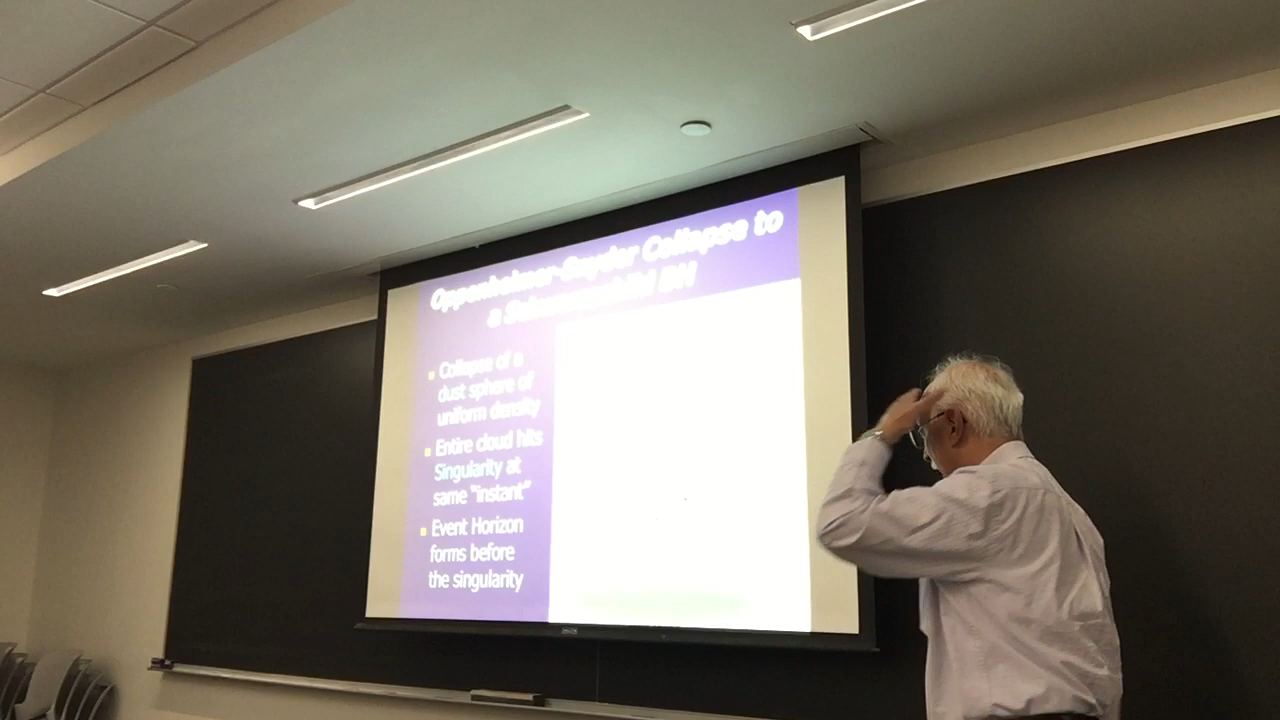 Oppenheimer-Snyder Collapse to
a Schwarzschild BH
Collapse of a
dust sphere of
uniform density
Entire cloud hits
Singularity at
same "instant"
Event Horizon
forms before
the singularity